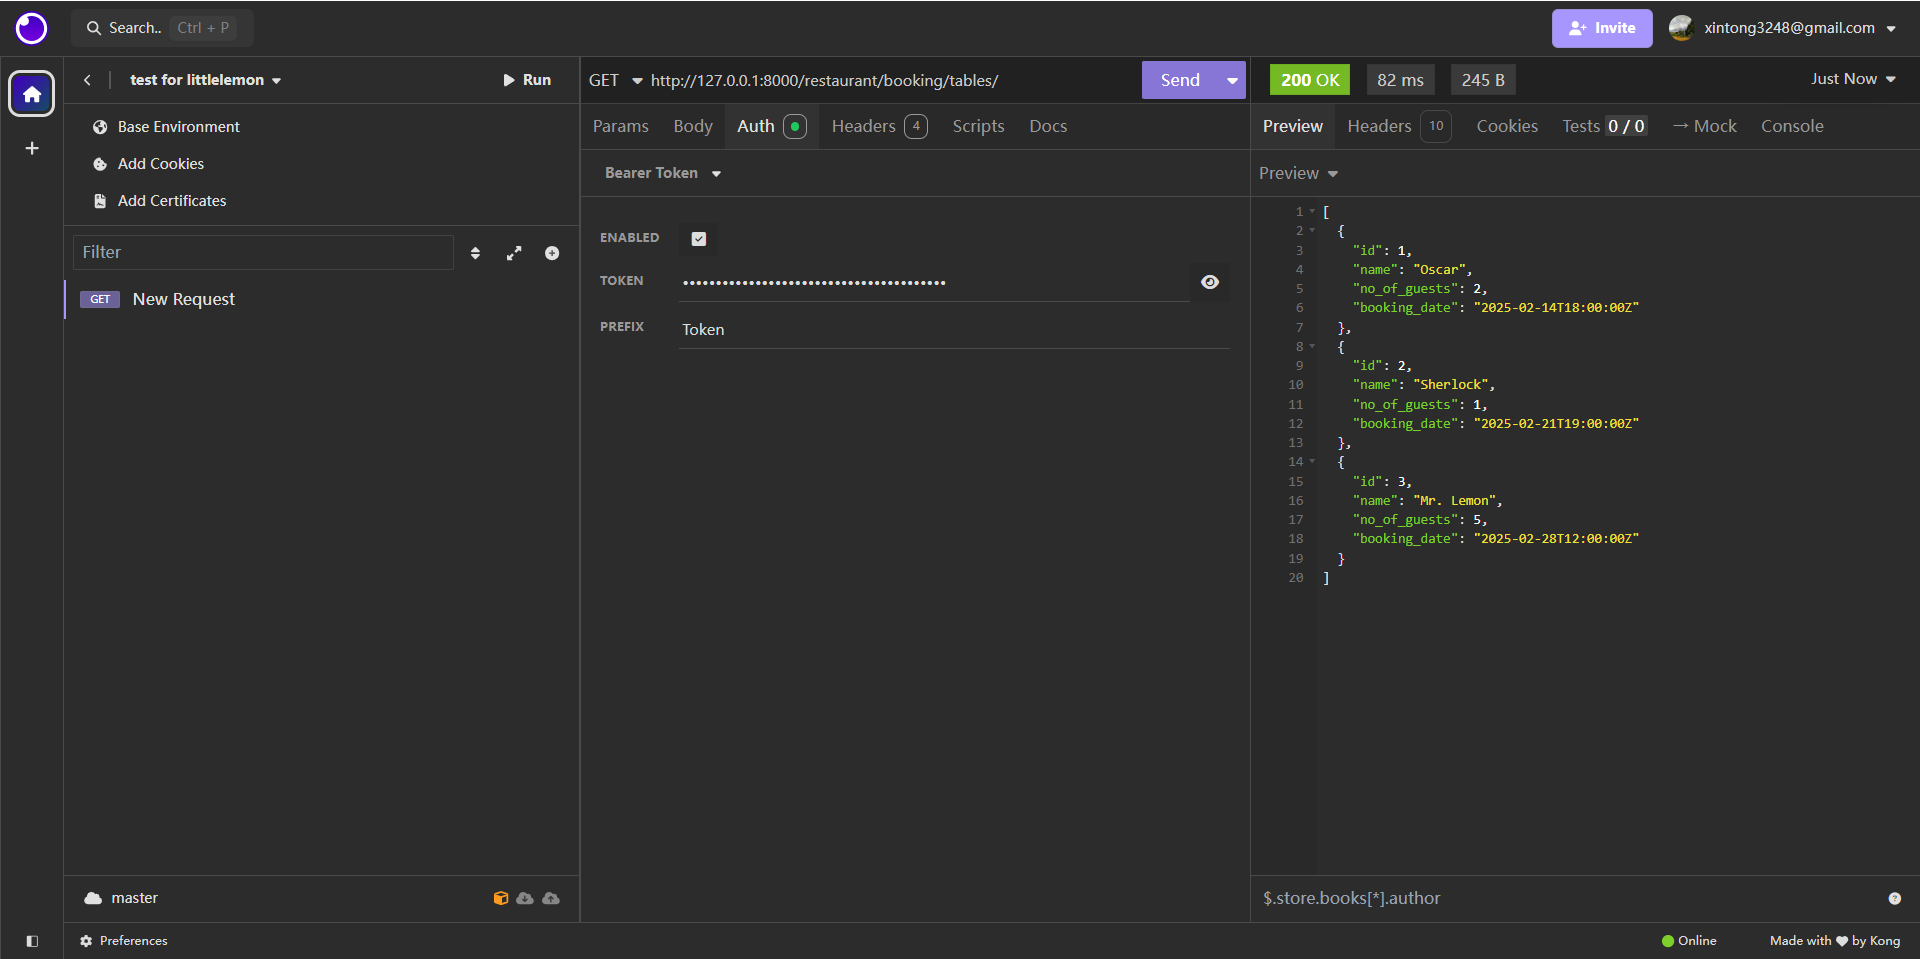 Search.. Ctrl + P
Invite
xintong3248@gmail.com
test for littlelemon
Run
Base Environment
Add Cookies
Add Certificates
Filter
GET New Request
master
Preferences
GET http://127.0.0.1:8000/restaurant/booking/tables/ Send
Params Body Auth Headers 4 Scripts Docs
Bearer Token
ENABLED
TOKEN ••••••••••••••••••••••••••••••••••••••••
PREFIX Token
200 OK 82 ms 245 B Just Now
Preview Headers 10 Cookies Tests 0 / 0 → Mock Console
Preview
1 [
2 {
3 "id": 1,
4 "name": "Oscar",
5 "no_of_guests": 2,
6 "booking_date": "2025-02-14T18:00:00Z"
7 },
8 {
9 "id": 2,
10 "name": "Sherlock",
11 "no_of_guests": 1,
12 "booking_date": "2025-02-21T19:00:00Z"
13 },
14 {
15 "id": 3,
16 "name": "Mr. Lemon",
17 "no_of_guests": 5,
18 "booking_date": "2025-02-28T12:00:00Z"
19 }
20 ]
$.store.books[*].author
Online
Made with ♥ by Kong